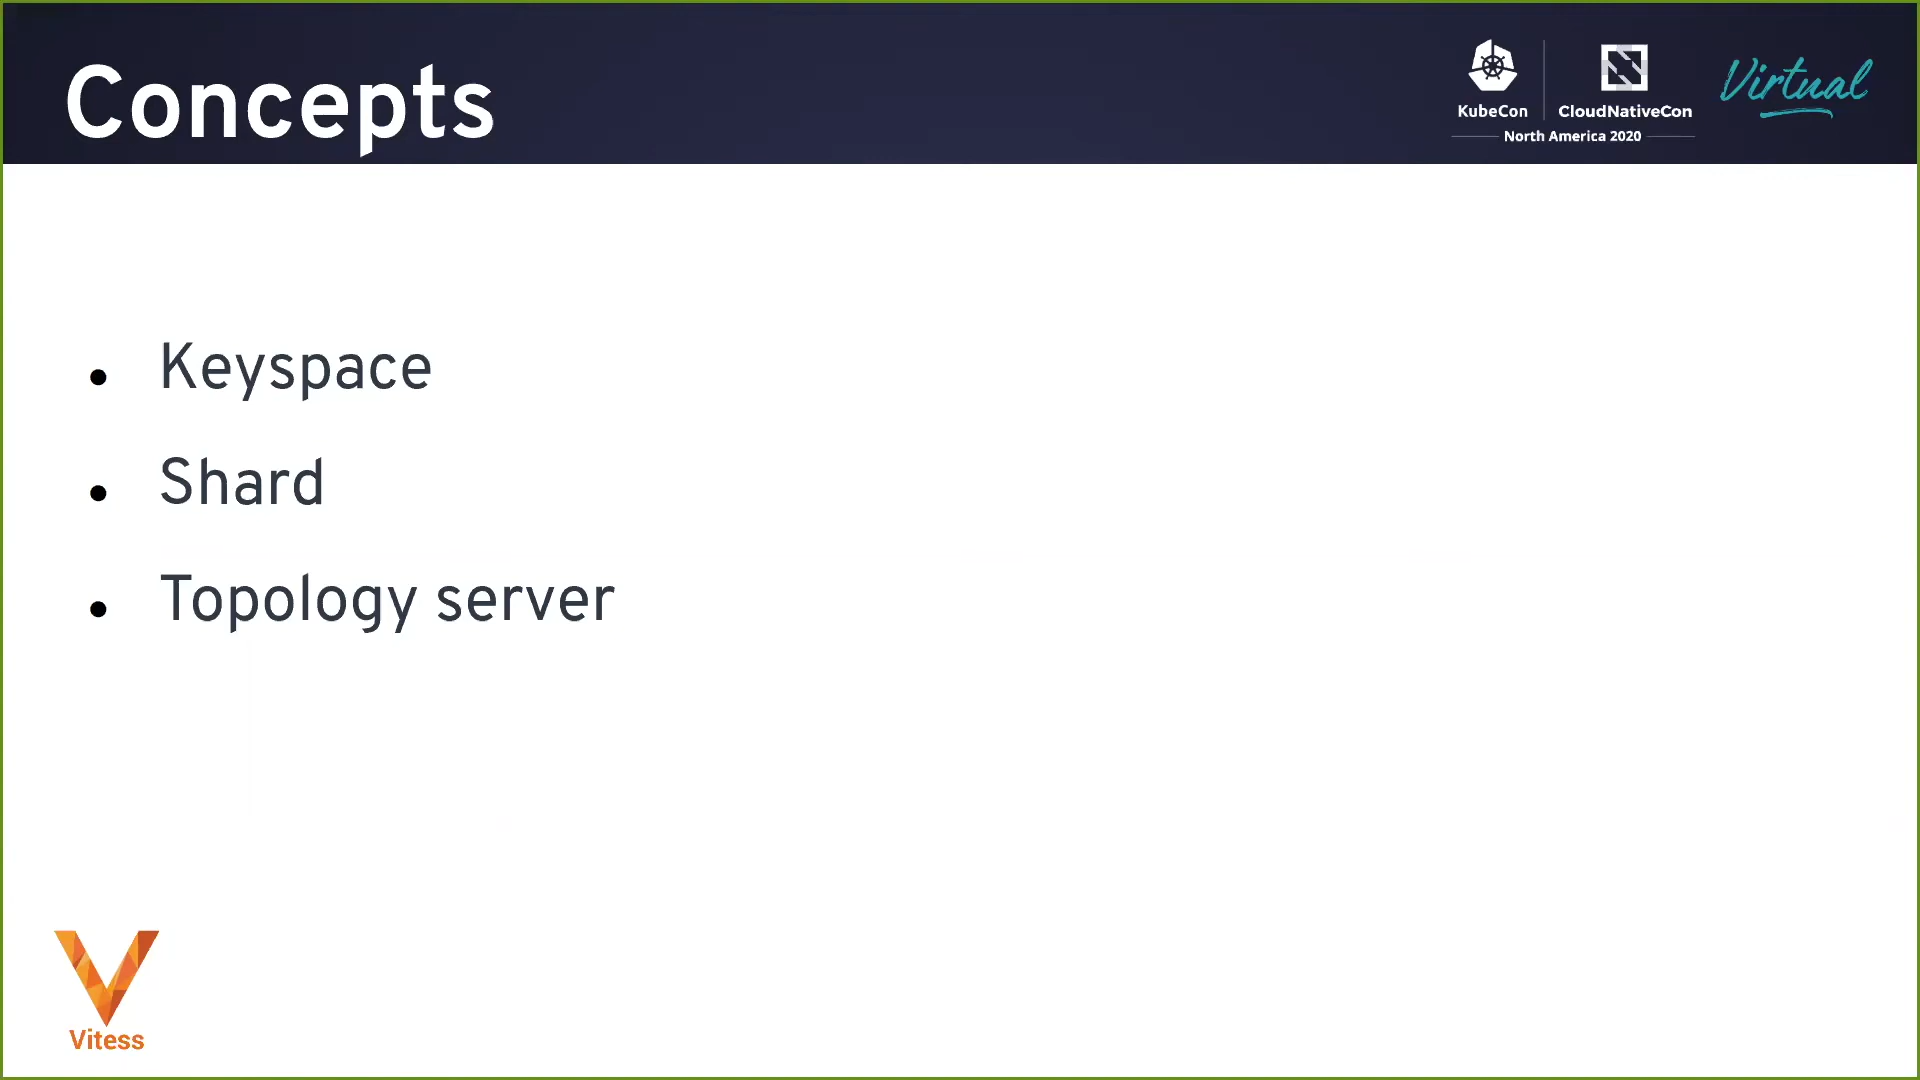 Concepts
KubeCon
CloudNativeCon
North America 2020
Virtual
Keyspace
Shard
Topology server
Vitess